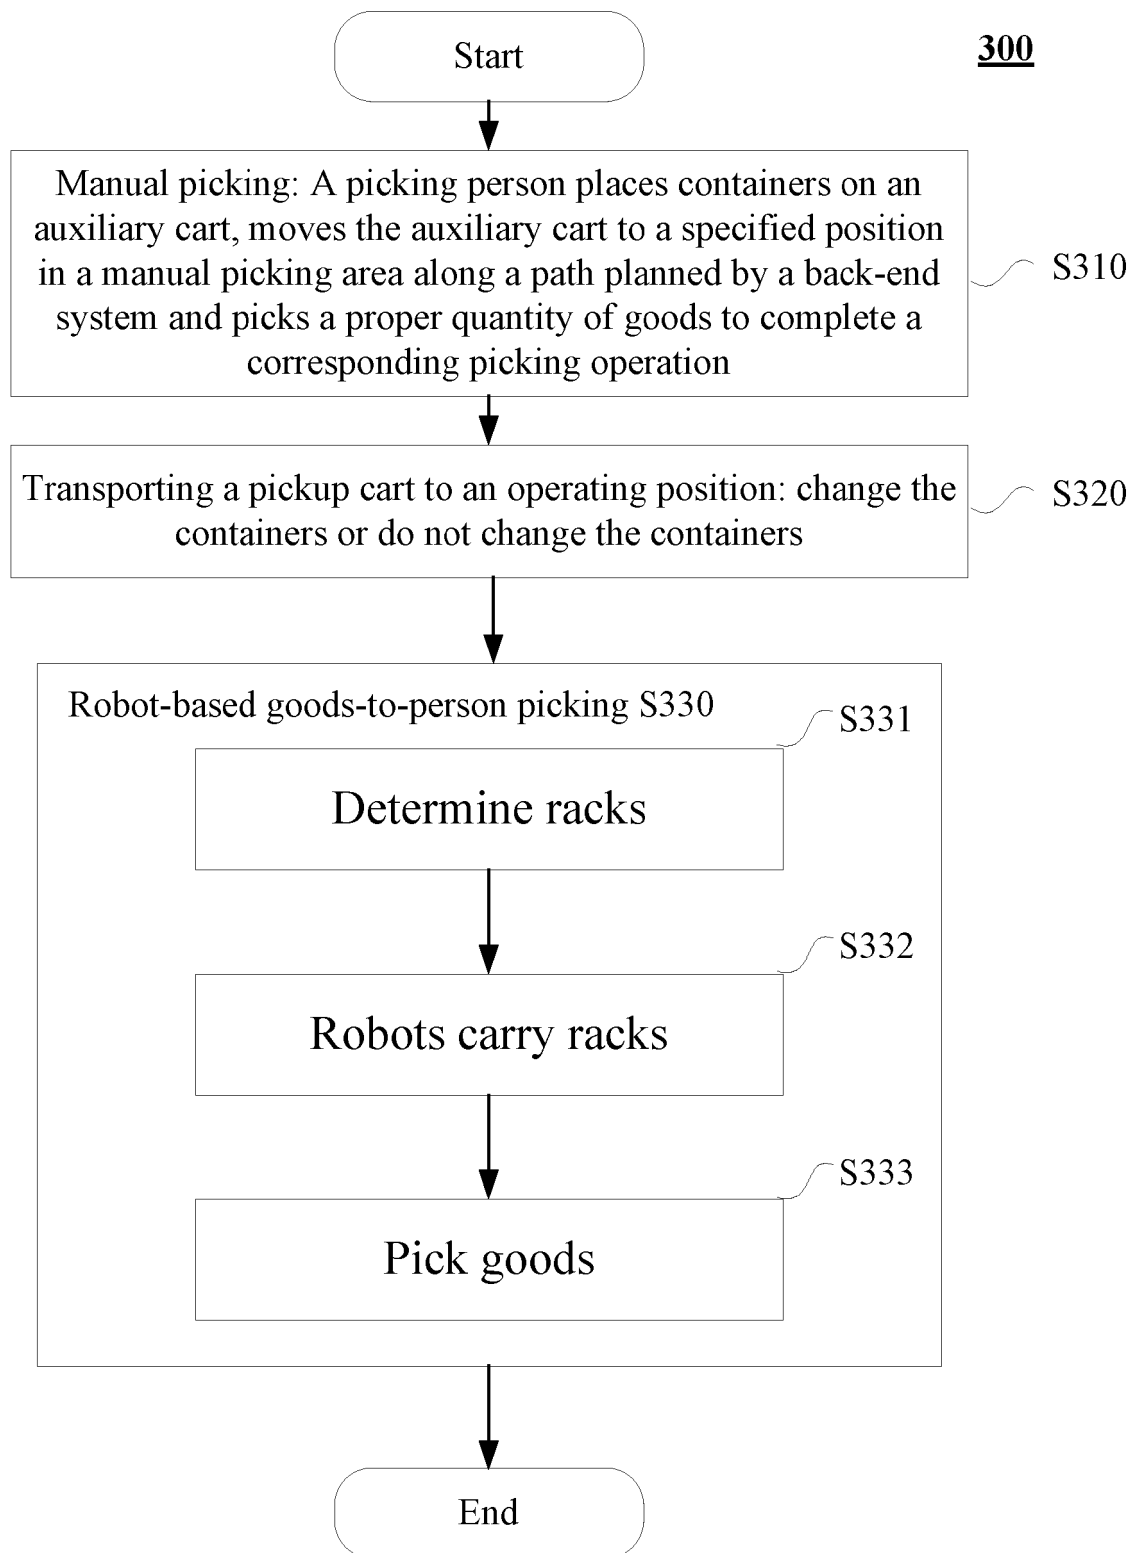 Start
300
Manual picking: A picking person places containers on an
auxiliary cart, moves the auxiliary cart to a specified position
in a manual picking area along a path planned by a back-end
system and picks a proper quantity of goods to complete a
corresponding picking operation
S310
Transporting a pickup cart to an operating position: change the
containers or do not change the containers
S320
Robot-based goods-to-person picking S330
S331
Determine racks
S332
Robots carry racks
S333
Pick goods
End